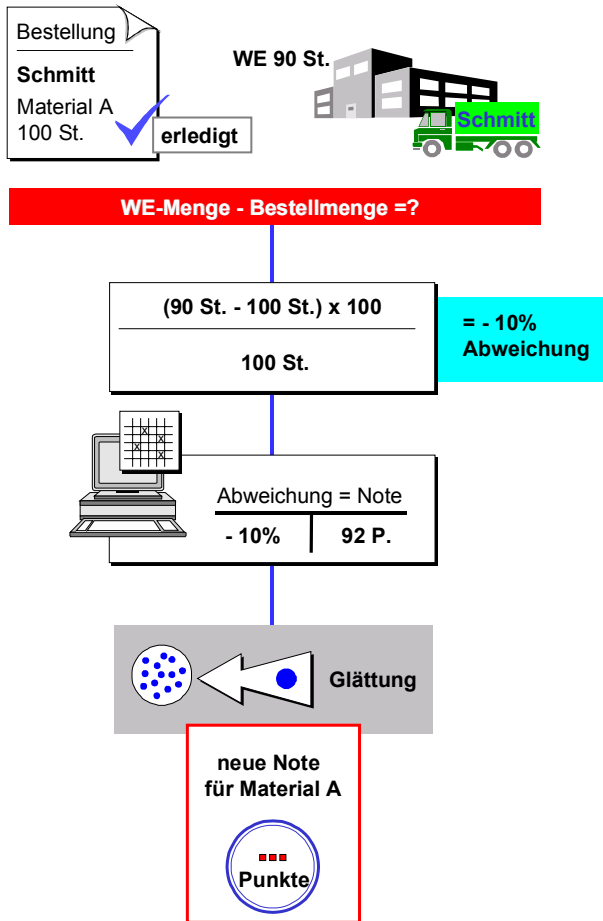 Bestellung
Schmitt
Material A
100 St.
erledigt
WE 90 St.
Schmitt
WE-Menge - Bestellmenge =?
(90 St. - 100 St.) x 100
100 St.
= - 10%
Abweichung
Abweichung = Note
- 10%
92 P.
Glättung
neue Note
für Material A
Punkte